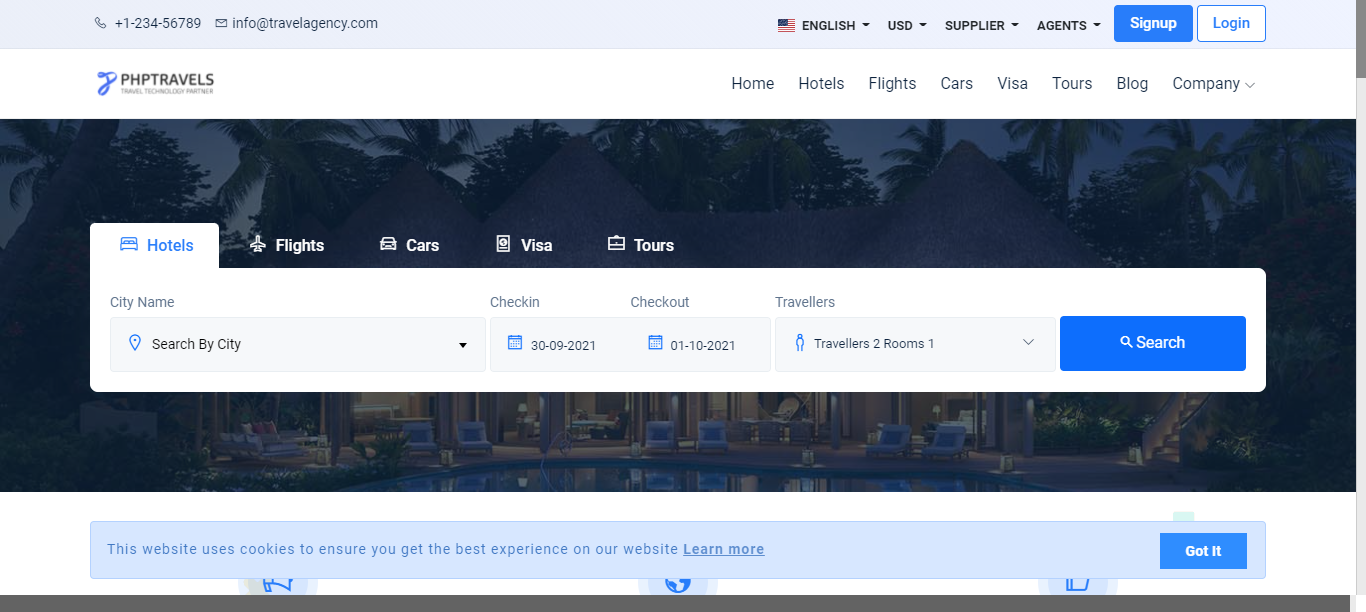 +1-234-56789 info@travelagency.com ENGLISH USD SUPPLIER AGENTS Signup Login
PHPTRAVELS
TRAVEL TECHNOLOGY PARTNER
Home Hotels Flights Cars Visa Tours Blog Company
Hotels Flights Cars Visa Tours
City Name Checkin Checkout Travellers
Search By City 30-09-2021 01-10-2021 Travellers 2 Rooms 1 Search
This website uses cookies to ensure you get the best experience on our website Learn more Got It